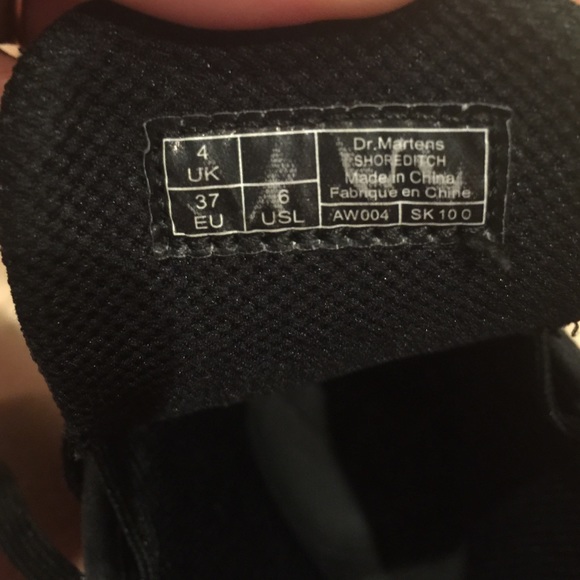 4
UK
37
EU
6
USL
Dr.Martens
SHOREDITCH
Made in China
Fabrique en Chine
AW004
SK 10 0